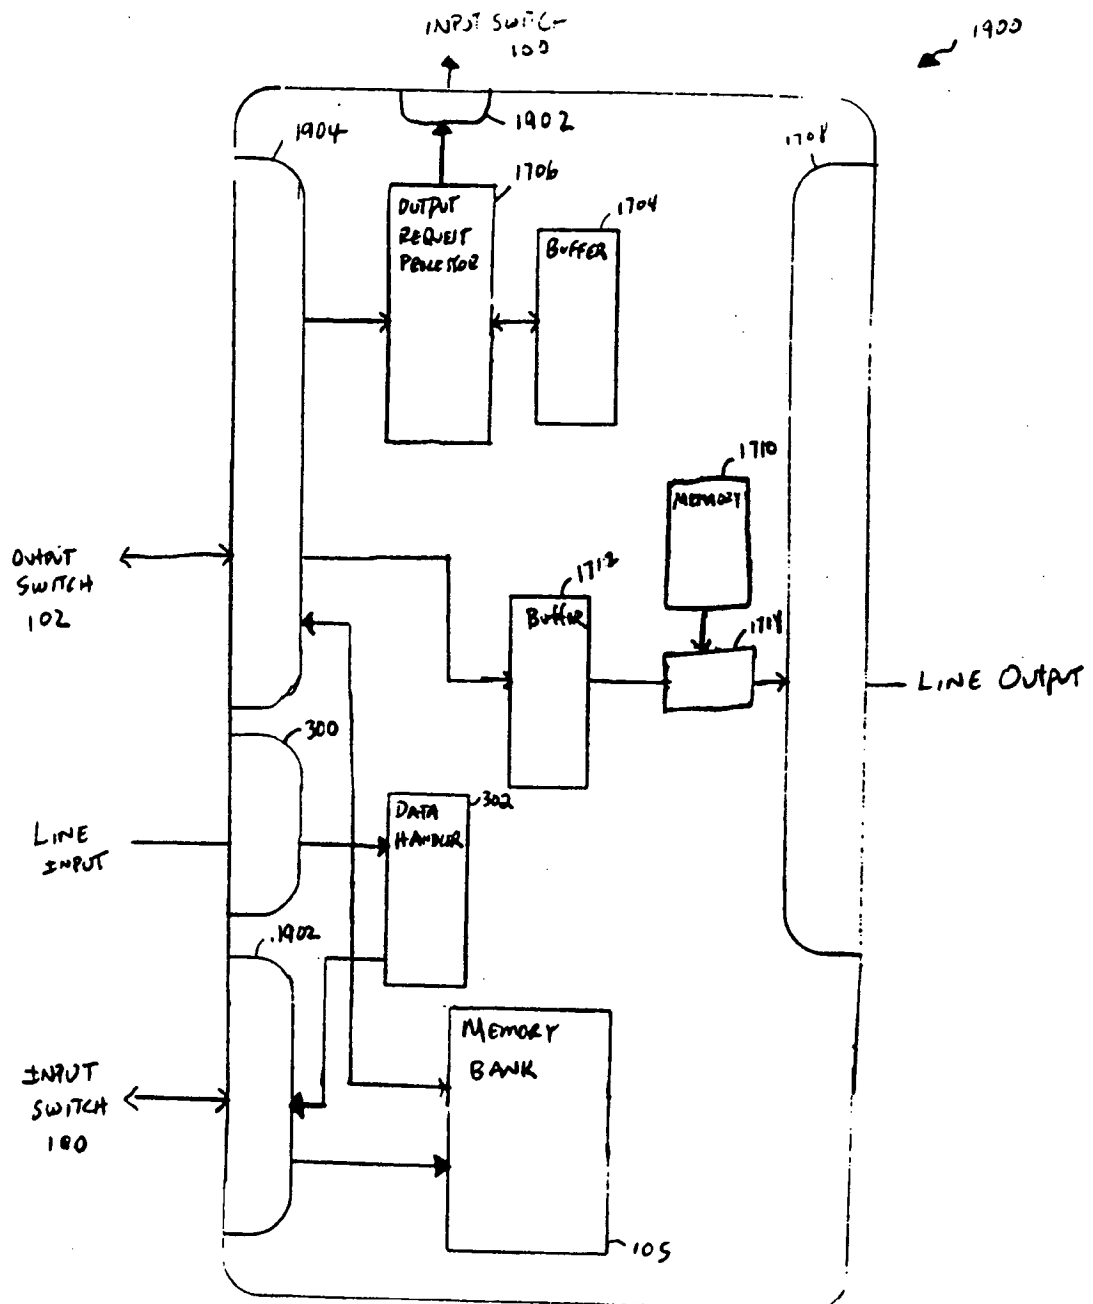 INPUT SWITCH
100
1900
1902
1904
1706
1708
OUTPUT
REQUEST
PROCESSOR
1704
BUFFER
1710
MEMORY
OUTPUT
SWITCH
102
1712
BUFFER
1718
LINE OUTPUT
300
302
DATA
HANDLER
LINE
INPUT
1902
MEMORY
BANK
INPUT
SWITCH
100
105